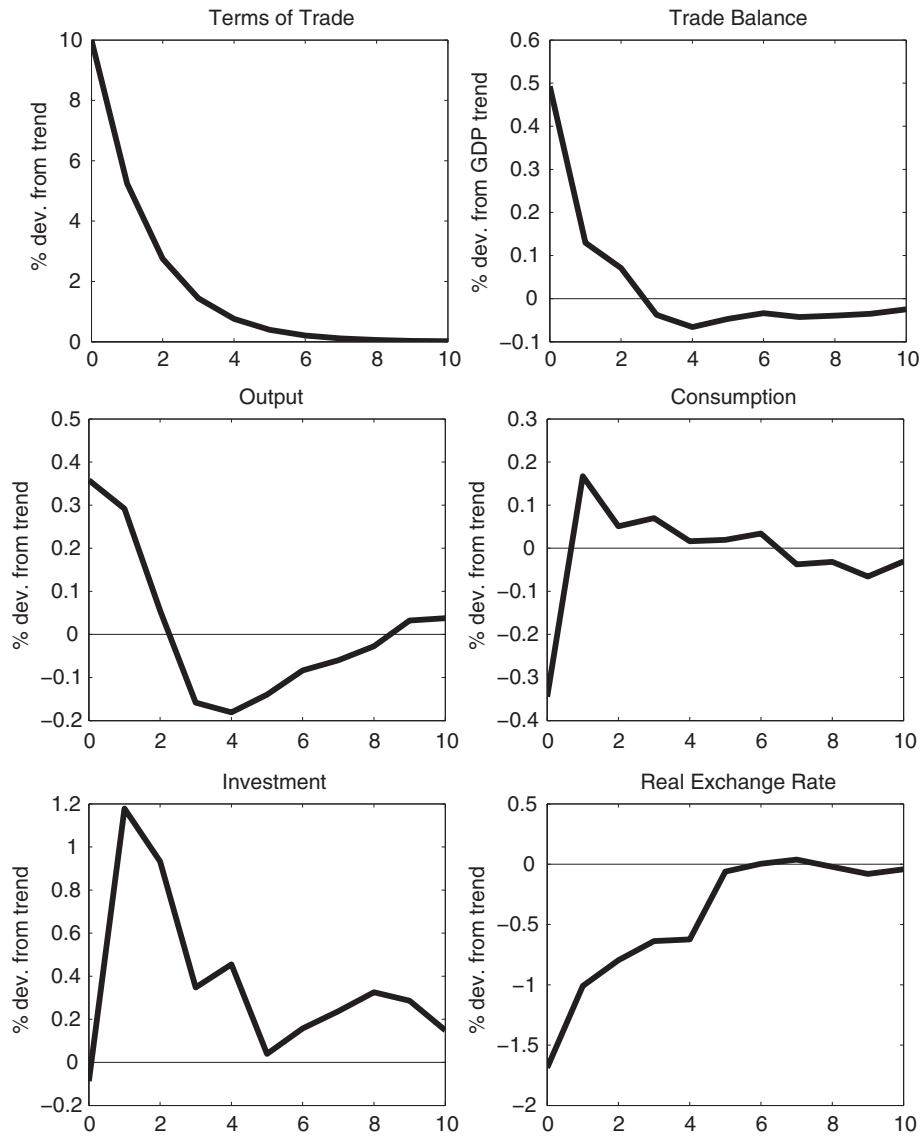 Terms of Trade
% dev. from trend
10
8
6
4
2
0
0 2 4 6 8 10
Trade Balance
% dev. from GDP trend
0.6
0.5
0.4
0.3
0.2
0.1
0
−0.1
0 2 4 6 8 10
Output
% dev. from trend
0.5
0.4
0.3
0.2
0.1
0
−0.1
−0.2
0 2 4 6 8 10
Consumption
% dev. from trend
0.3
0.2
0.1
0
−0.1
−0.2
−0.3
−0.4
0 2 4 6 8 10
Investment
% dev. from trend
1.2
1
0.8
0.6
0.4
0.2
0
−0.2
0 2 4 6 8 10
Real Exchange Rate
% dev. from trend
0.5
0
−0.5
−1
−1.5
−2
0 2 4 6 8 10